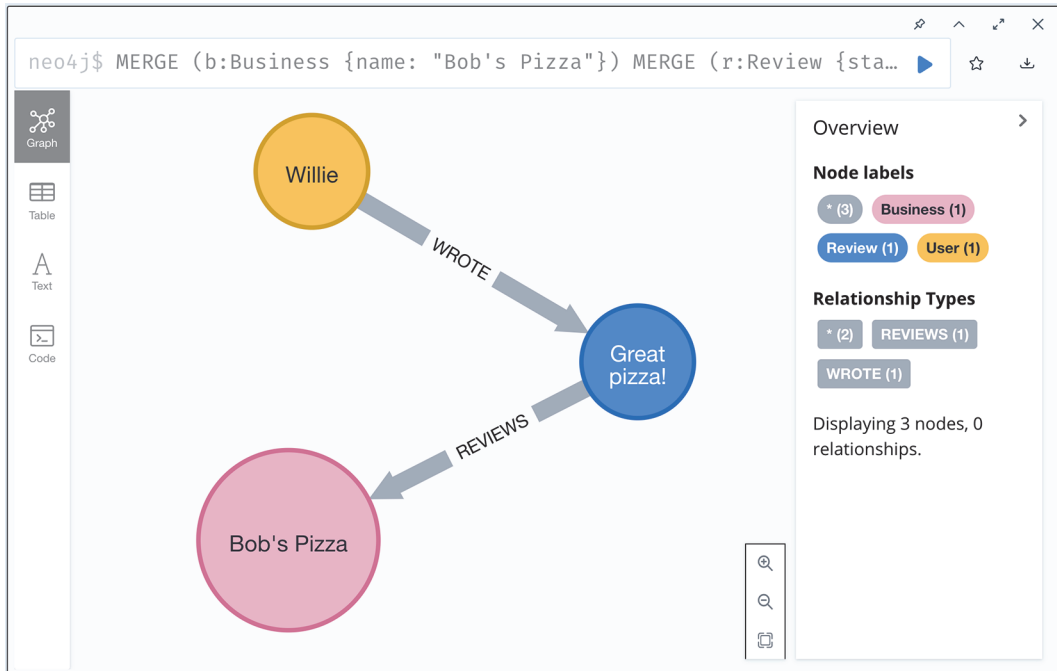 neo4j$ MERGE (b:Business {name: "Bob's Pizza"}) MERGE (r:Review {sta…
Graph
Table
Text
Code
Willie
WROTE
Great
pizza!
REVIEWS
Bob's Pizza
Overview
Node labels
* (3) Business (1)
Review (1) User (1)
Relationship Types
* (2) REVIEWS (1)
WROTE (1)
Displaying 3 nodes, 0
relationships.